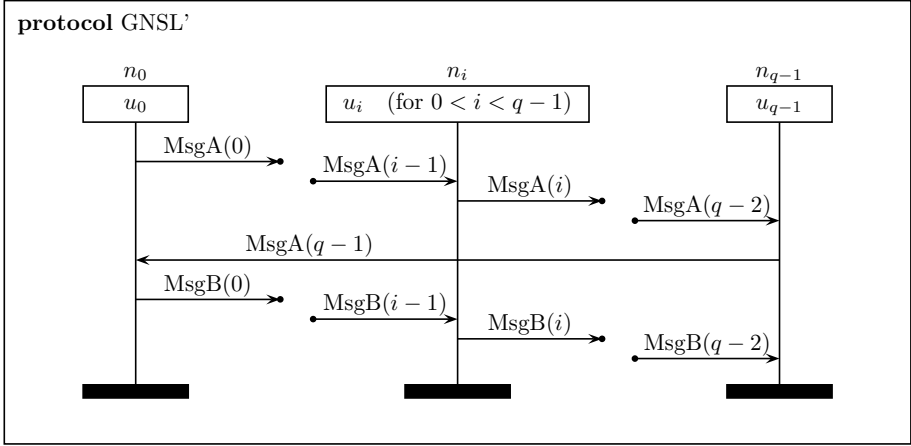 protocol GNSL'
n_0 n_i n_{q−1}
u_0 u_i (for 0 < i < q − 1) u_{q−1}
MsgA(0)
MsgA(i − 1)
MsgA(i)
MsgA(q − 2)
MsgA(q − 1)
MsgB(0)
MsgB(i − 1)
MsgB(i)
MsgB(q − 2)